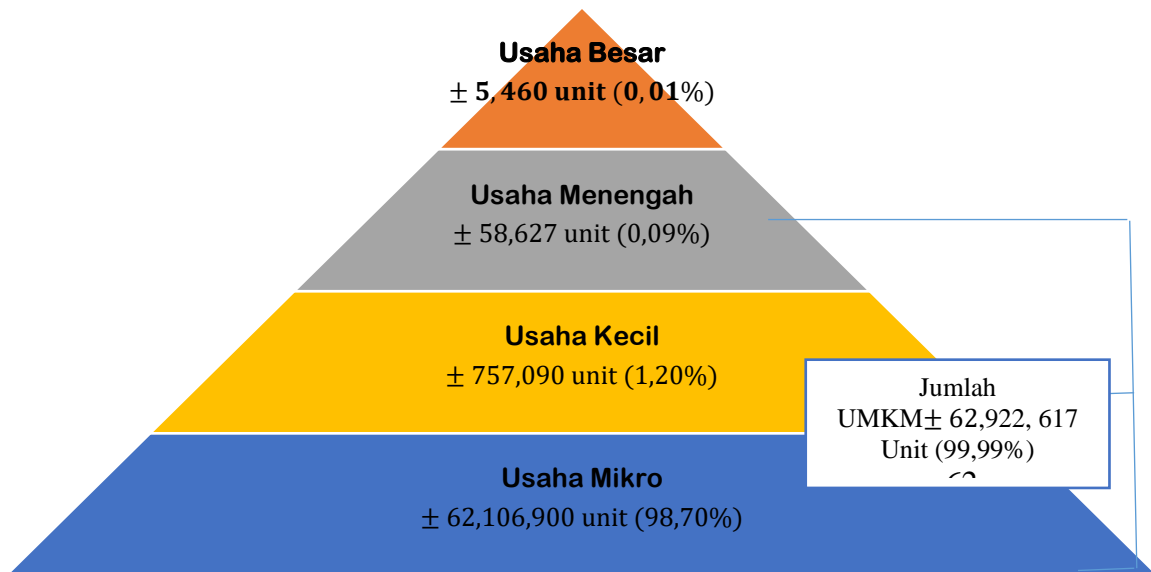 Usaha Besar
± 5,460 unit (0,01%)
Usaha Menengah
± 58,627 unit (0,09%)
Usaha Kecil
± 757,090 unit (1,20%)
Jumlah
UMKM± 62,922, 617
Unit (99,99%)
Usaha Mikro
± 62,106,900 unit (98,70%)